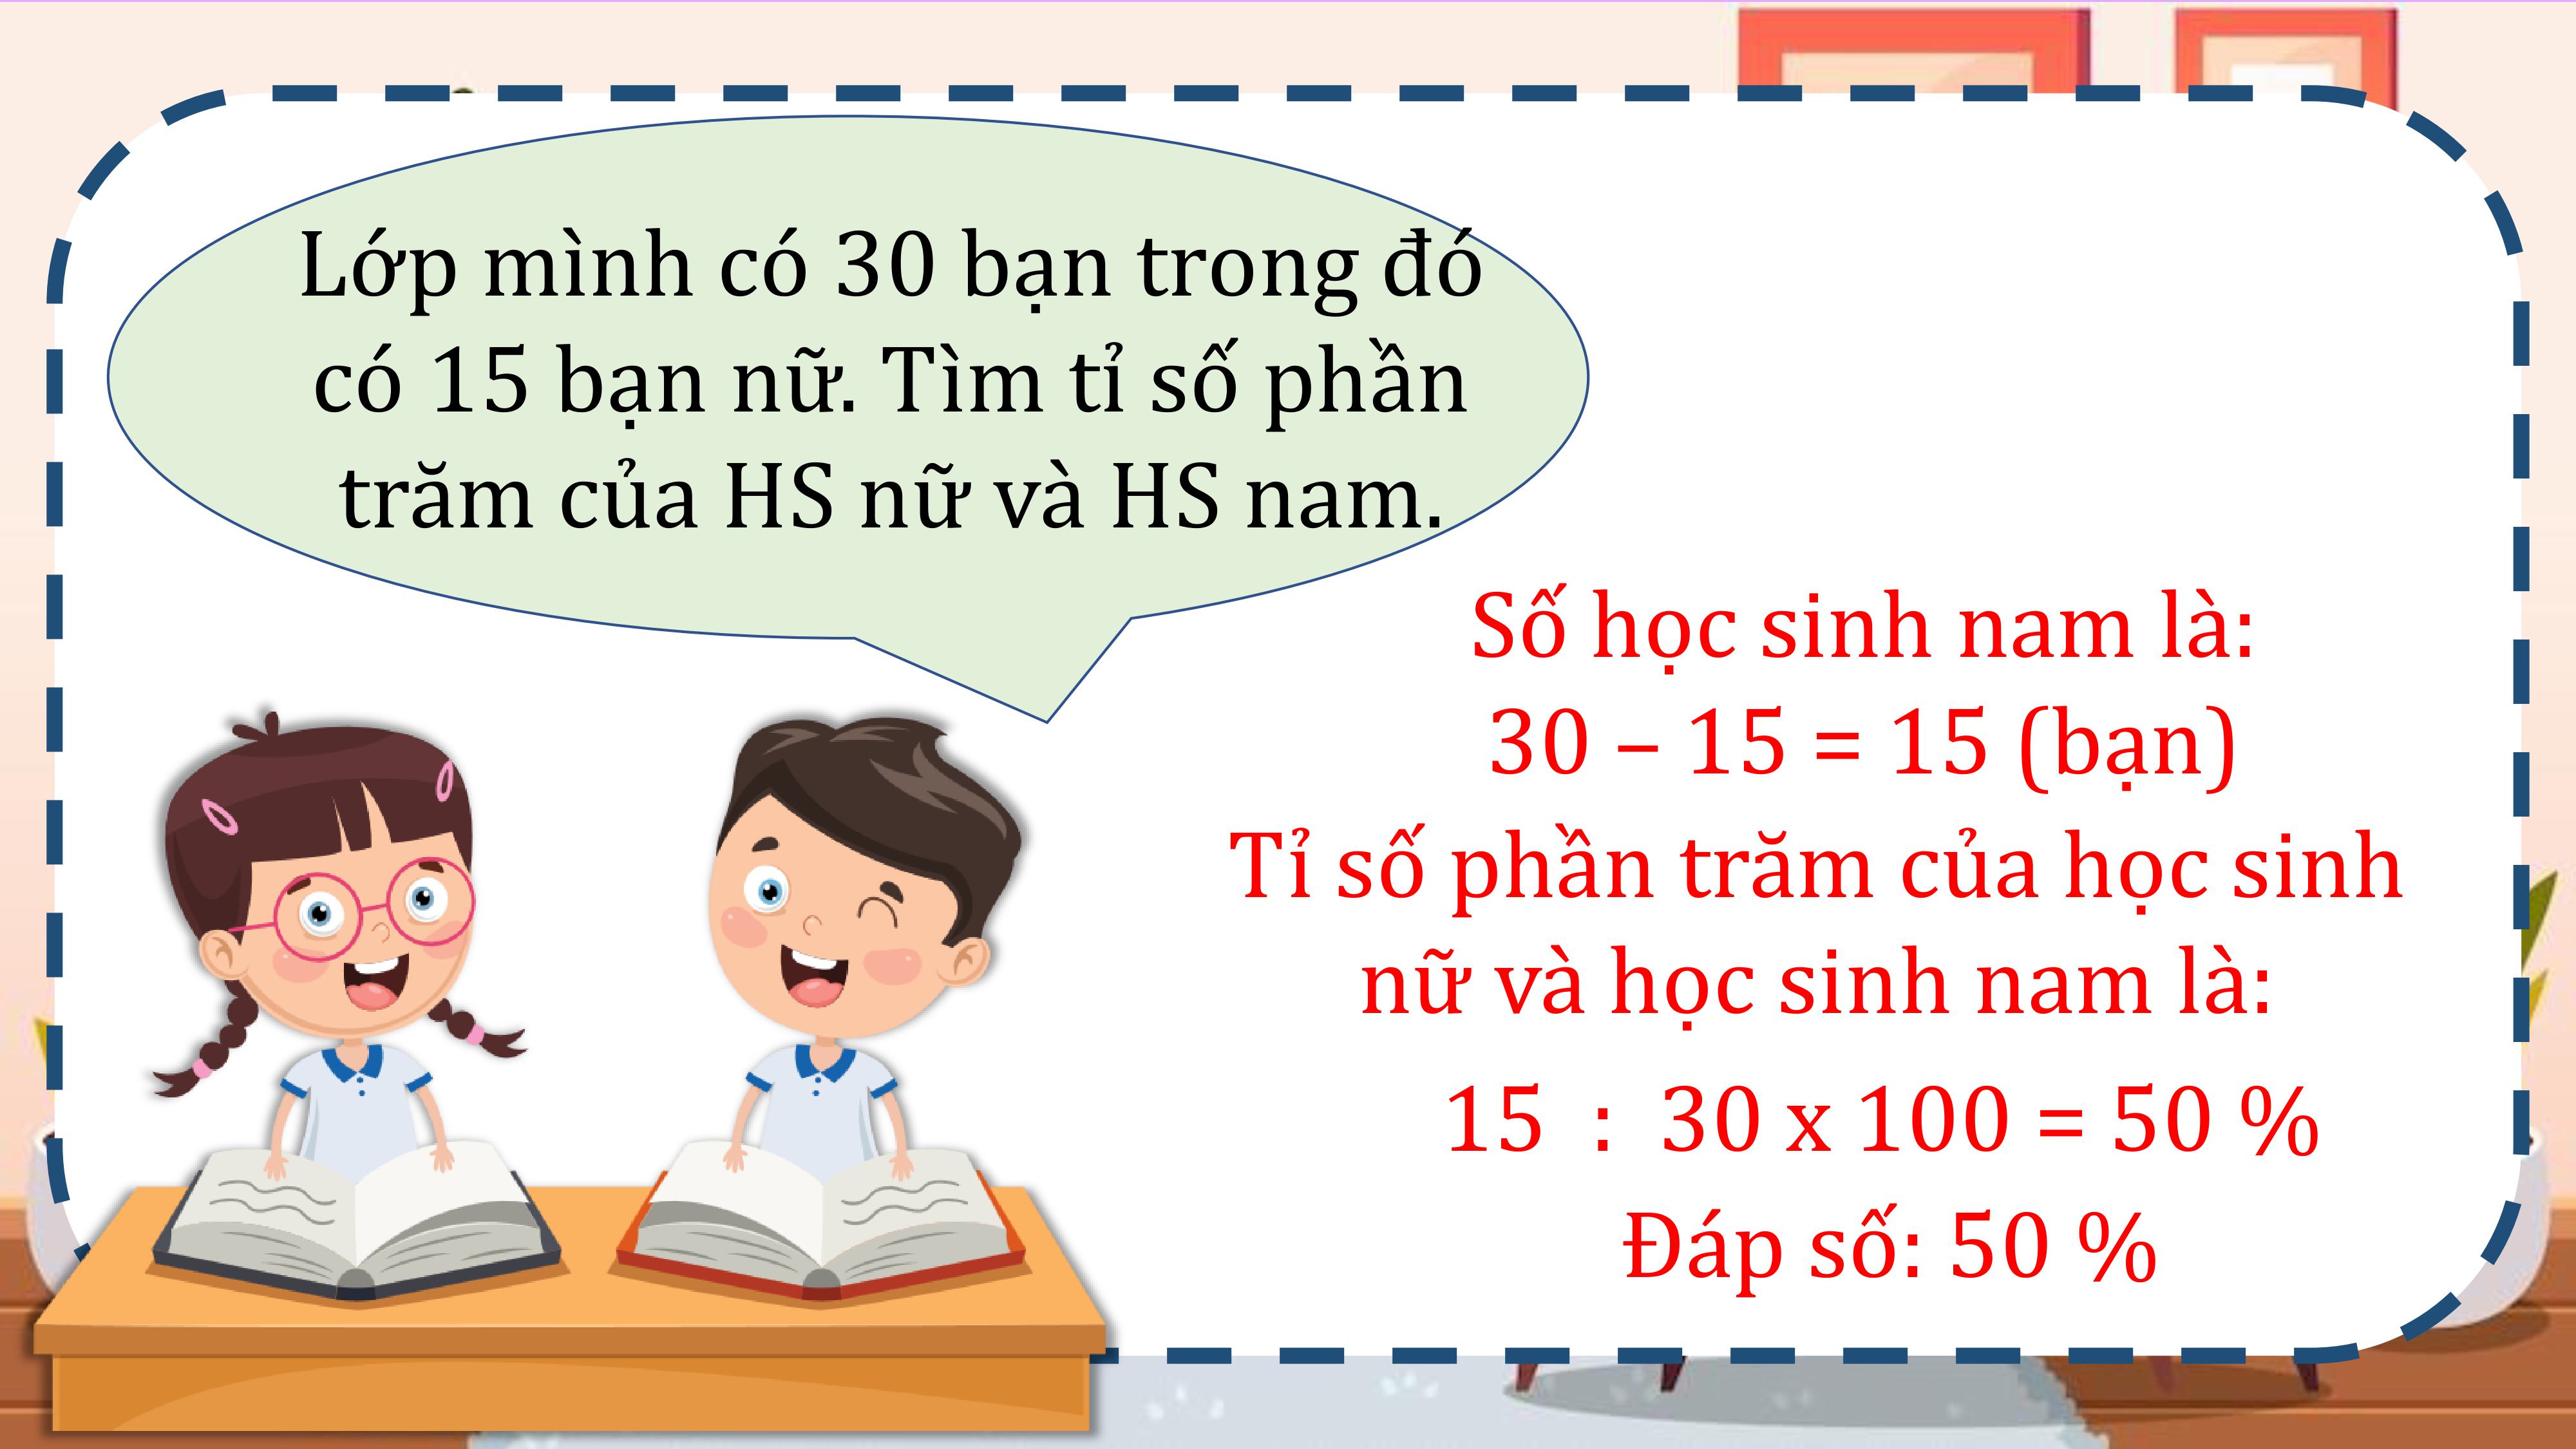 Lớp mình có 30 bạn trong đó
có 15 bạn nữ. Tìm tỉ số phần
trăm của HS nữ và HS nam.
Số học sinh nam là:
30 – 15 = 15 (bạn)
Tỉ số phần trăm của học sinh
nữ và học sinh nam là:
15 : 30 x 100 = 50 %
Đáp số: 50 %